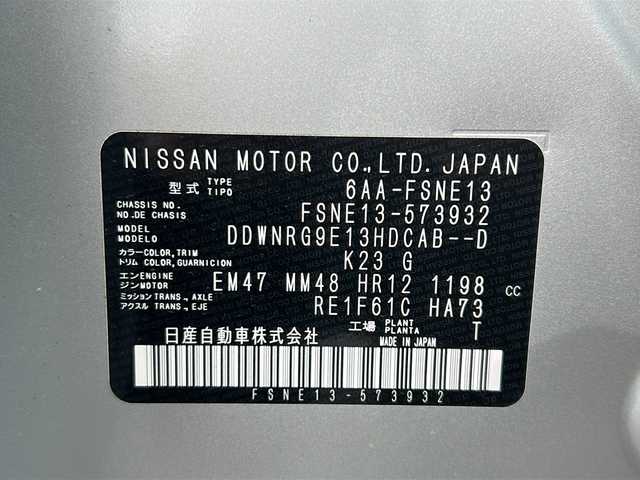 NISSAN MOTOR CO.,LTD. JAPAN
型式 TYPE TIPO 6AA-FSNE13
CHASSIS NO. NO.DE CHASSIS FSNE13-573932
MODEL MODELO DDWNRG9E13HDCAB--D
カラー COLOR, TRIM トリム COLOR, GUARNICION K23 G
エンジン ENGINE ジン MOTOR EM47 MM48 HR12 1198 CC
ミッション TRANS., AXLE アクスル TRANS., EJE RE1F61C HA73
工場 PLANT PLANTA T
日産自動車株式会社 MADE IN JAPAN
FSNE13-573932